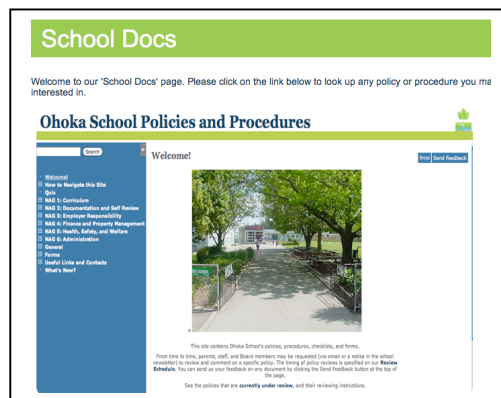 School Docs
Welcome to our 'School Docs' page. Please click on the link below to look up any policy or procedure you ma
interested in.
Ohoka School Policies and Procedures
Search
Welcome!
Print Send Feedback
Welcome!
How to Navigate this Site
Quiz
NAG 1: Curriculum
NAG 2: Documentation and Self Review
NAG 3: Employer Responsibility
NAG 4: Finance and Property Management
NAG 5: Health, Safety, and Welfare
NAG 6: Administration
General
Forms
Useful Links and Contacts
What's New?
This site contains Ohoka School's policies, procedures, checklists, and forms.
From time to time, parents, staff, and Board members may be requested (via email or a notice in the school
newsletter) to review and comment on a specific policy. The timing of policy reviews is specified on our Review
Schedule. You can send us your feedback on any document by clicking the Send Feedback button at the top of
the page.
See the policies that are currently under review, and their reviewing instructions.